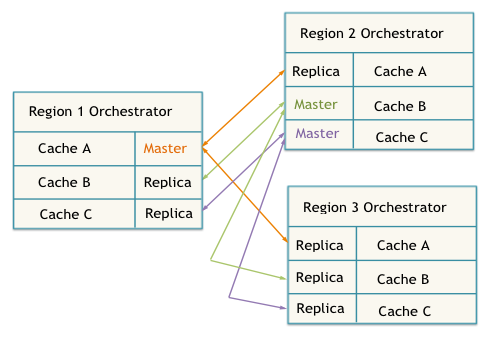 Region 1 Orchestrator
Cache A Master
Cache B Replica
Cache C Replica
Region 2 Orchestrator
Replica Cache A
Master Cache B
Master Cache C
Region 3 Orchestrator
Replica Cache A
Replica Cache B
Replica Cache C